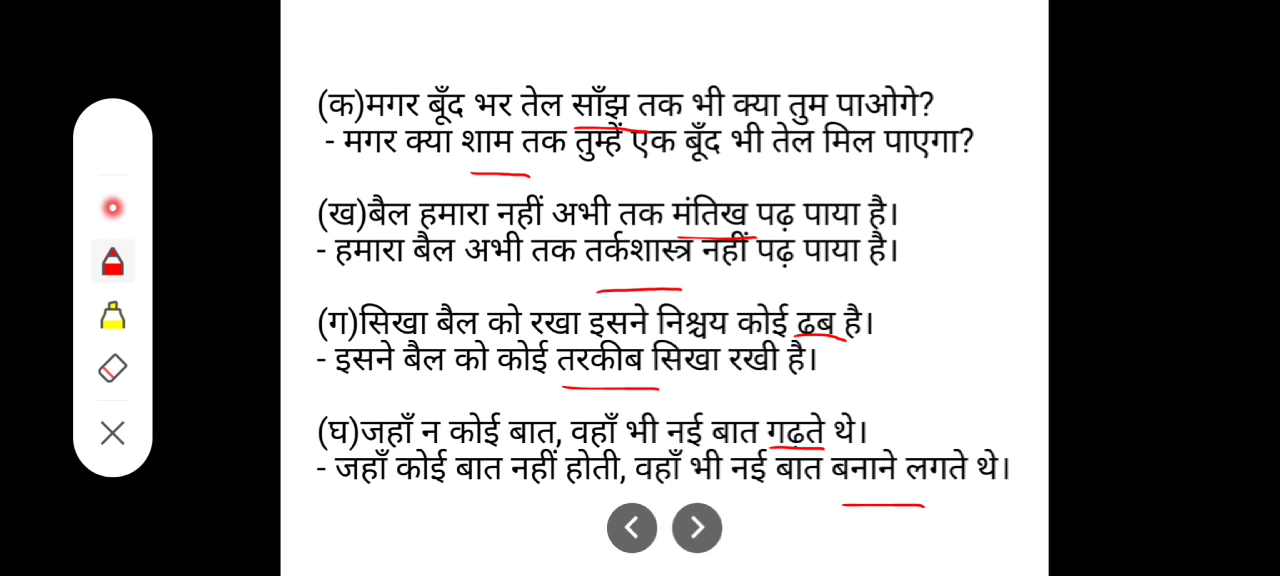 (क)मगर बूँद भर तेल साँझ तक भी क्या तुम पाओगे?
- मगर क्या शाम तक तुम्हें एक बूँद भी तेल मिल पाएगा?
(ख)बैल हमारा नहीं अभी तक मंतिख पढ़ पाया है।
- हमारा बैल अभी तक तर्कशास्त्र नहीं पढ़ पाया है।
(ग)सिखा बैल को रखा इसने निश्चय कोई ढब है।
- इसने बैल को कोई तरकीब सिखा रखी है।
(घ)जहाँ न कोई बात, वहाँ भी नई बात गढ़ते थे।
- जहाँ कोई बात नहीं होती, वहाँ भी नई बात बनाने लगते थे।